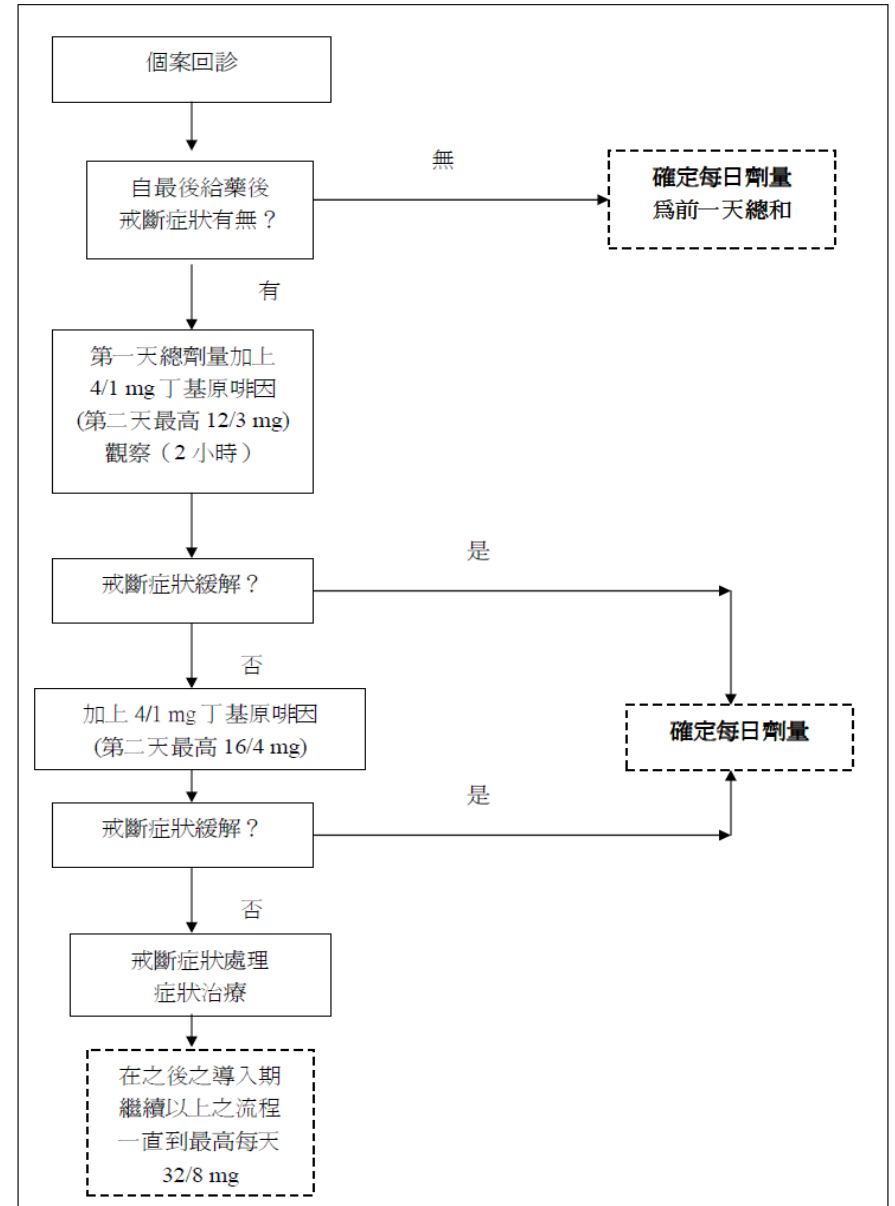 個案回診
自最後給藥後
戒斷症狀有無？
無
確定每日劑量
為前一天總和
有
第一天總劑量加上
4/1 mg 丁基原啡因
(第二天最高 12/3 mg)
觀察（2 小時）
戒斷症狀緩解？
是
否
加上 4/1 mg 丁基原啡因
(第二天最高 16/4 mg)
確定每日劑量
戒斷症狀緩解？
是
否
戒斷症狀處理
症狀治療
在之後之導入期
繼續以上之流程
一直到最高每天
32/8 mg